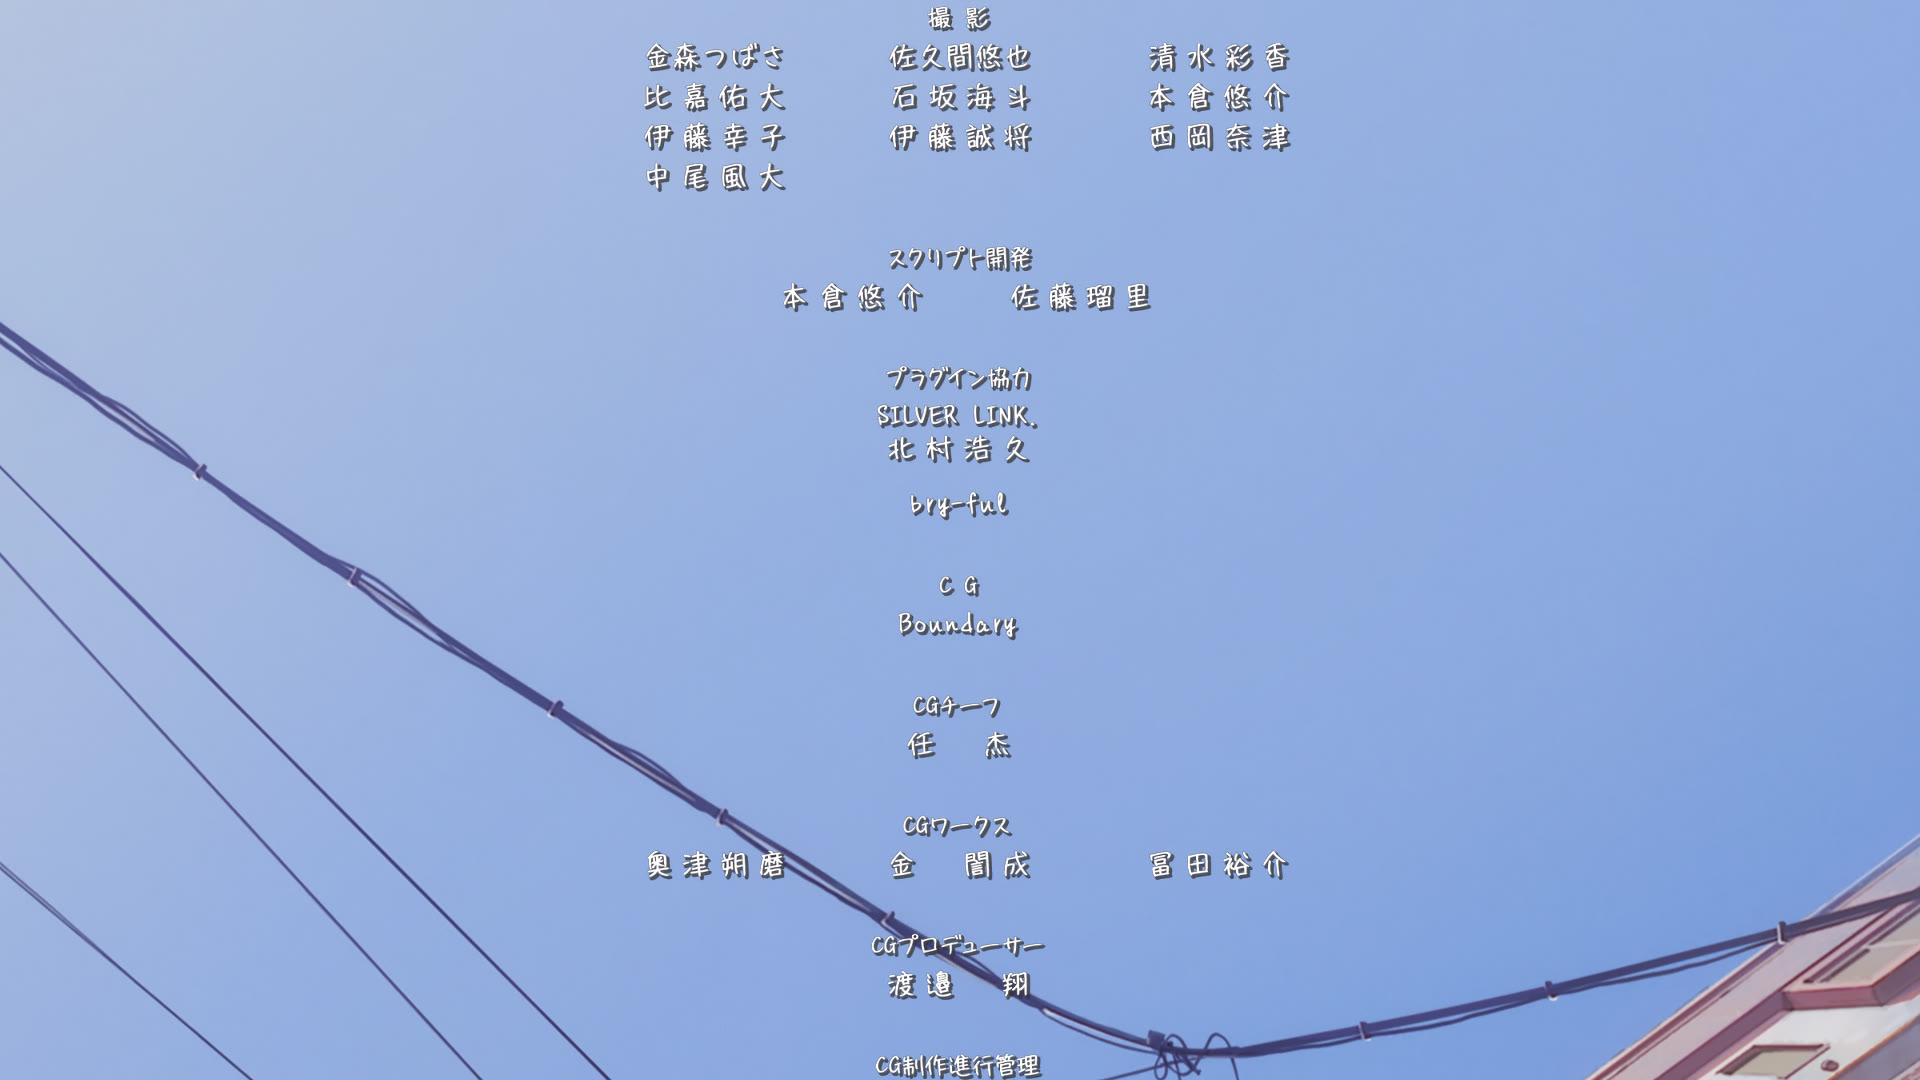 撮影
金森つばさ 佐久間悠也 清水彩香
比嘉佑大 石坂海斗 本倉悠介
伊藤幸子 伊藤誠将 西岡奈津
中尾風大
スクリプト開発
本倉悠介 佐藤瑠里
プラグイン協力
SILVER LINK.
北村浩久
bry-ful
CG
Boundary
CGチーフ
任 杰
CGワークス
奥津朔磨 金 誾成 冨田裕介
CGプロデューサー
渡邉 翔
CG制作進行管理